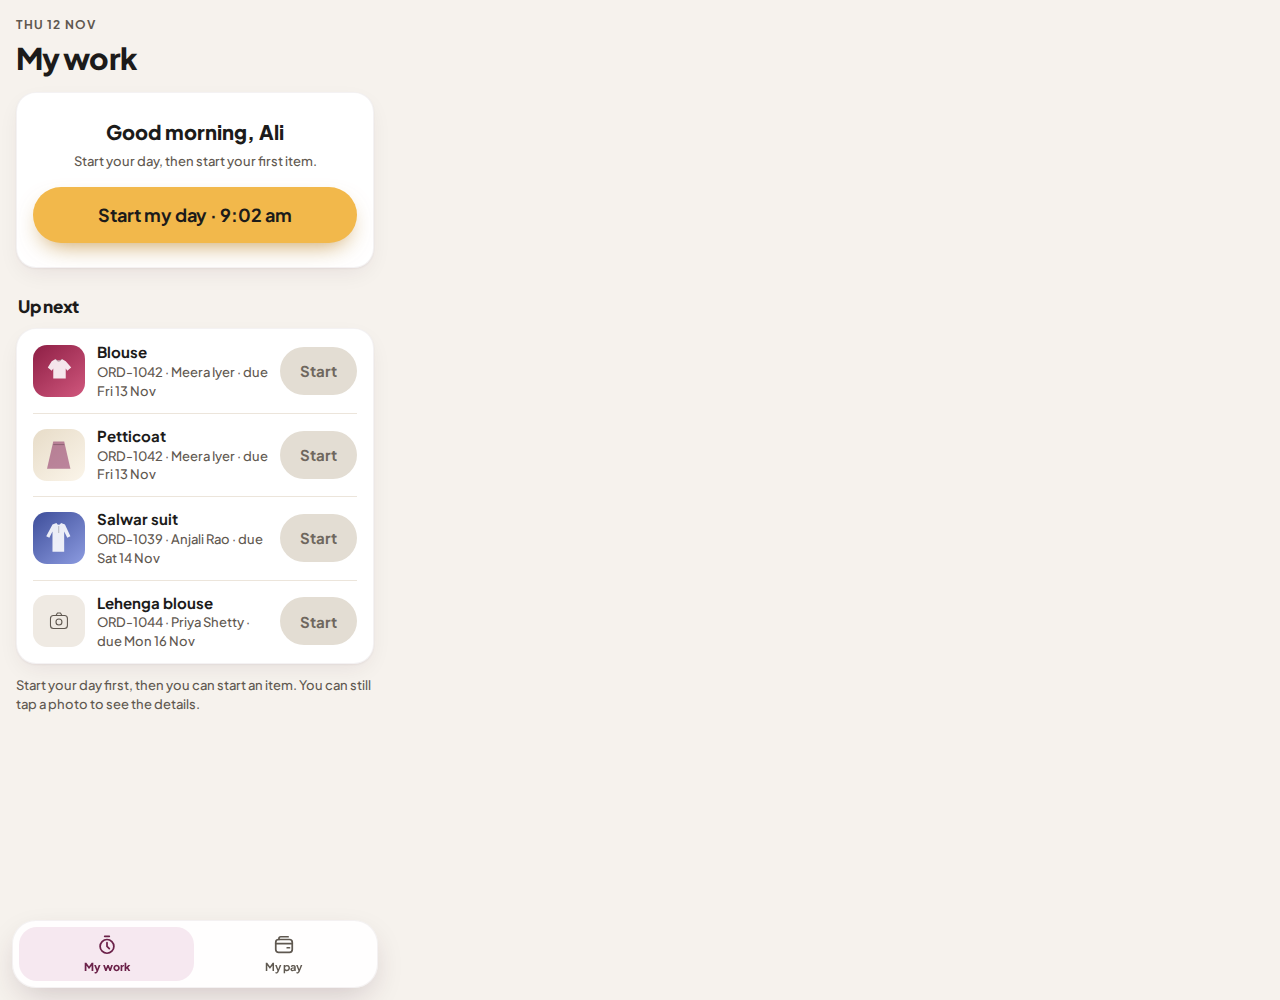 THU 12 NOV
My work
Good morning, Ali
Start your day, then start your first item.
Start my day · 9:02 am
Up next
Blouse
ORD-1042 · Meera Iyer · due
Fri 13 Nov
Start
Petticoat
ORD-1042 · Meera Iyer · due
Fri 13 Nov
Start
Salwar suit
ORD-1039 · Anjali Rao · due
Sat 14 Nov
Start
Lehenga blouse
ORD-1044 · Priya Shetty ·
due Mon 16 Nov
Start
Start your day first, then you can start an item. You can still
tap a photo to see the details.
My work
My pay